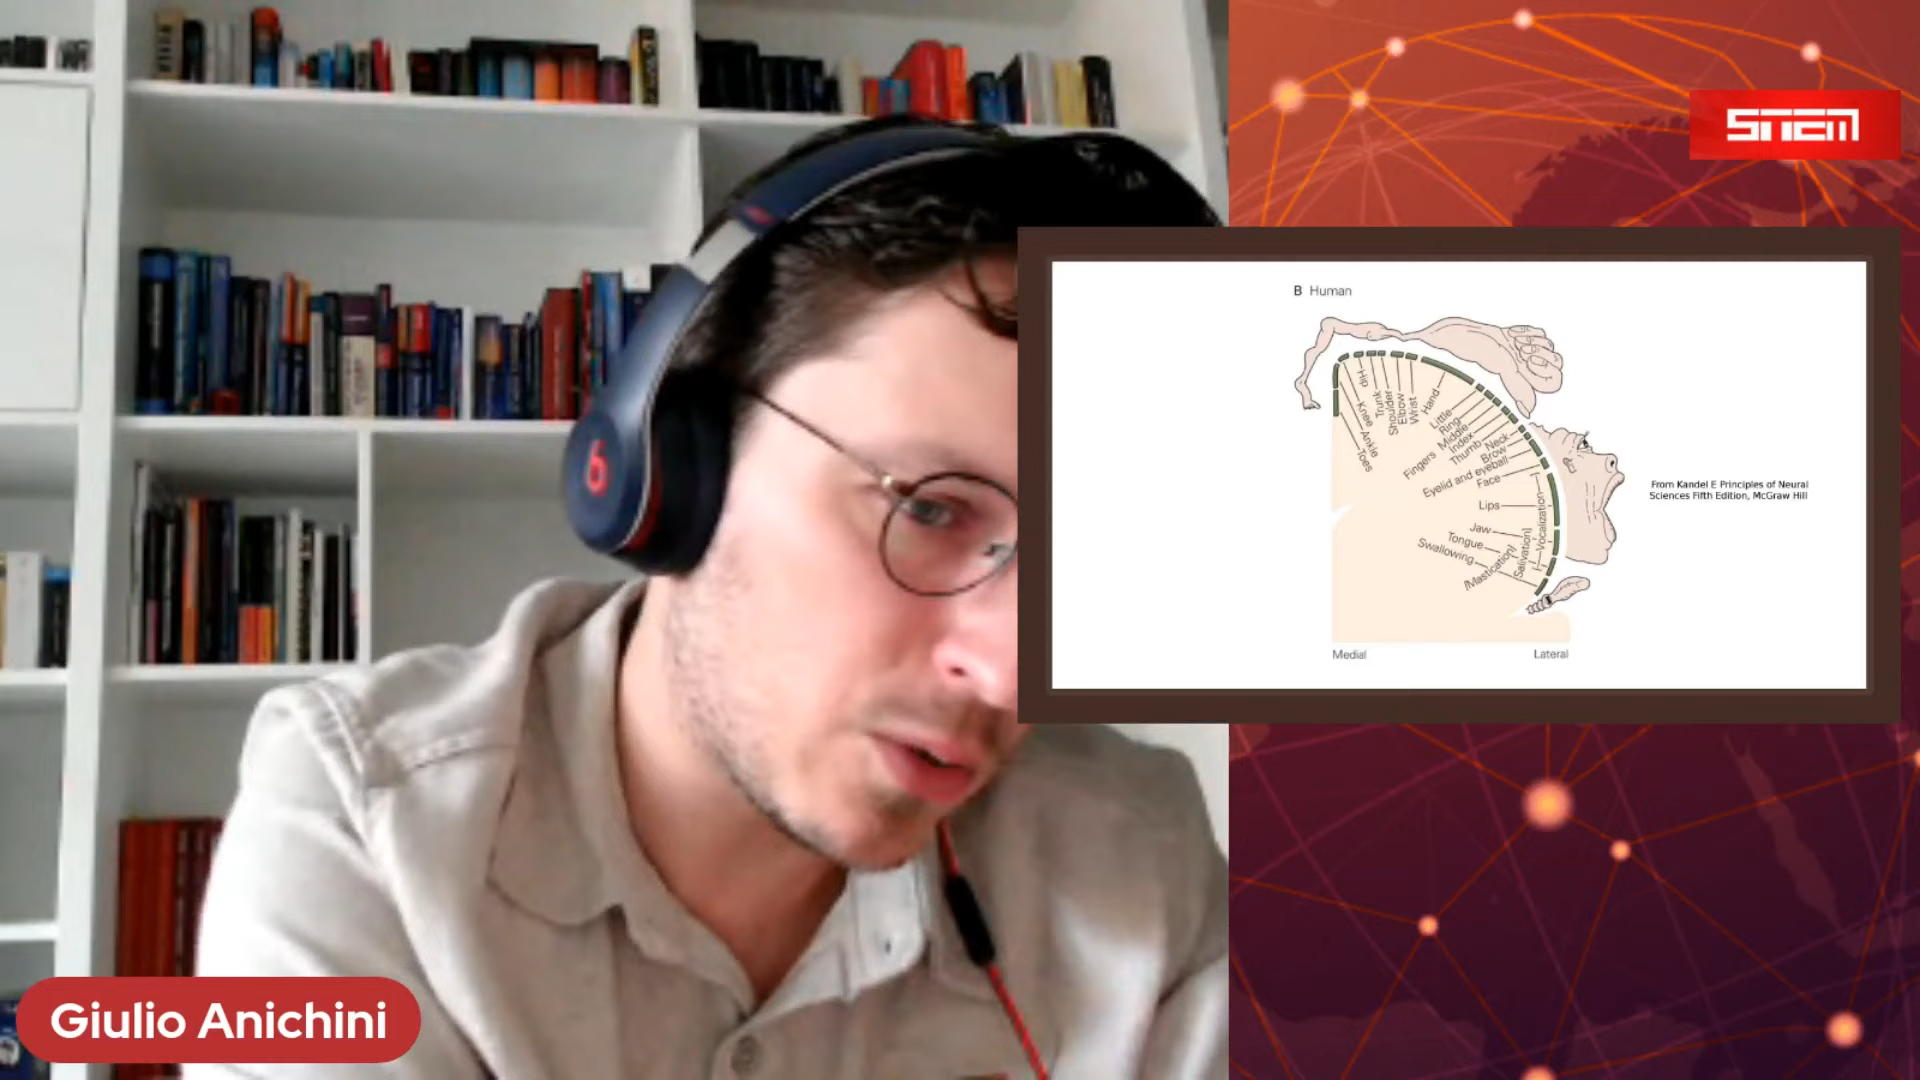 SNEM
B Human
Hip
Trunk
Shoulder
Elbow
Wrist
Hand
Little
Ring
Middle
Index
Thumb
Fingers
Neck
Brow
Eyelid and eyeball
Face
Knee
Ankle
Toes
Lips
Jaw
Tongue
Swallowing
[Mastication]
[Salivation]
Vocalization
From Kandel E Principles of Neural
Sciences Fifth Edition, McGraw Hill
Medial
Lateral
Giulio Anichini